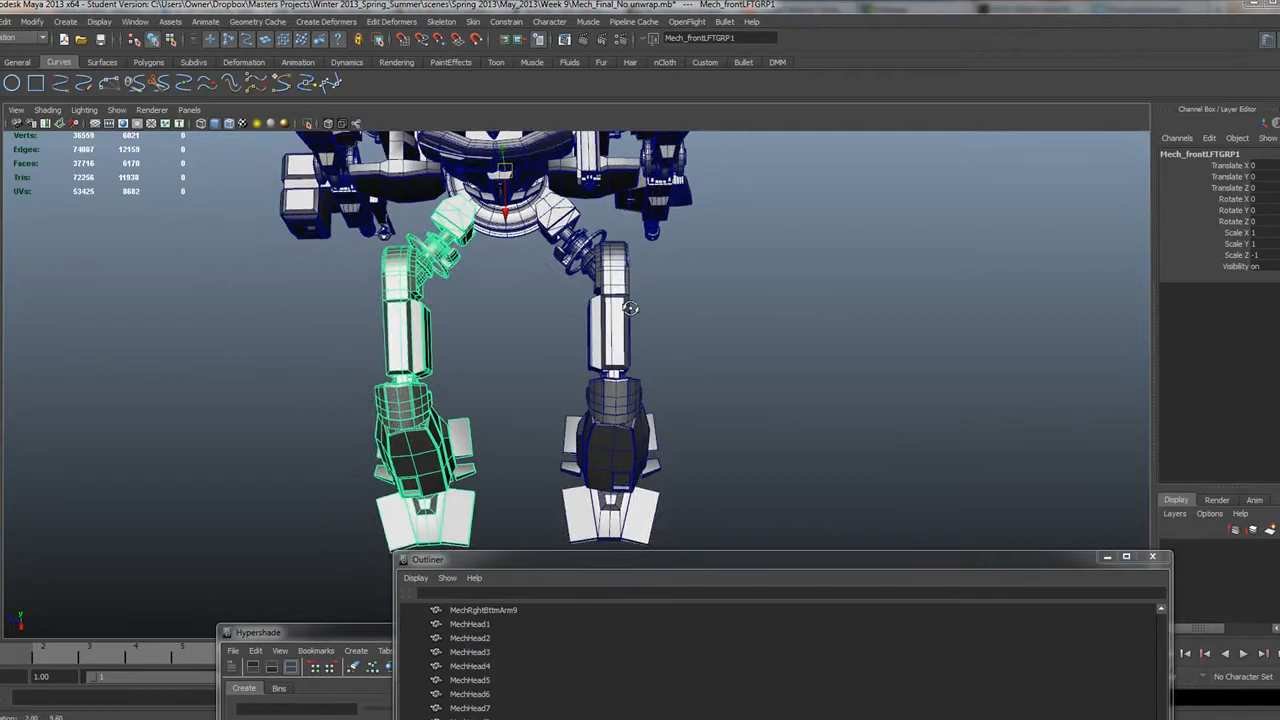 odesk Maya 2013 x64 - Student Version: C:\Users\Owner\Dropbox\Masters Projects\Winter 2013_Spring_Summer\scenes\Spring 2013\May_2013\Week 9\Mech_Final_No unwrap.mb* --- Mech_frontLFTGRP1
Edit Modify Create Display Window Assets Animate Geometry Cache Create Deformers Edit Deformers Skeleton Skin Constrain Character Muscle Pipeline Cache OpenFlight Bullet Help
ation Mech_frontLFTGRP1
General Curves Surfaces Polygons Subdivs Deformation Animation Dynamics Rendering PaintEffects Toon Muscle Fluids Fur Hair nCloth Custom Bullet DMM
View Shading Lighting Show Renderer Panels
Verts: 36559 6021 0
Edges: 74087 12159 0
Faces: 37716 6170 0
Tris: 72256 11938 0
UVs: 53425 8682 0
Channel Box / Layer Editor
Channels Edit Object Show
Mech_frontLFTGRP1
Translate X 0
Translate Y 0
Translate Z 0
Rotate X 0
Rotate Y 0
Rotate Z 0
Scale X 1
Scale Y 1
Scale Z -1
Visibility on
Display Render Anim
Layers Options Help
Outliner
Display Show Help
MechRghtBttmArm9
MechHead1
MechHead2
MechHead3
MechHead4
MechHead5
MechHead6
MechHead7
Hypershade
File Edit View Bookmarks Create Tabs
Create Bins
2 3 4 5
1.00 1
No Character Set